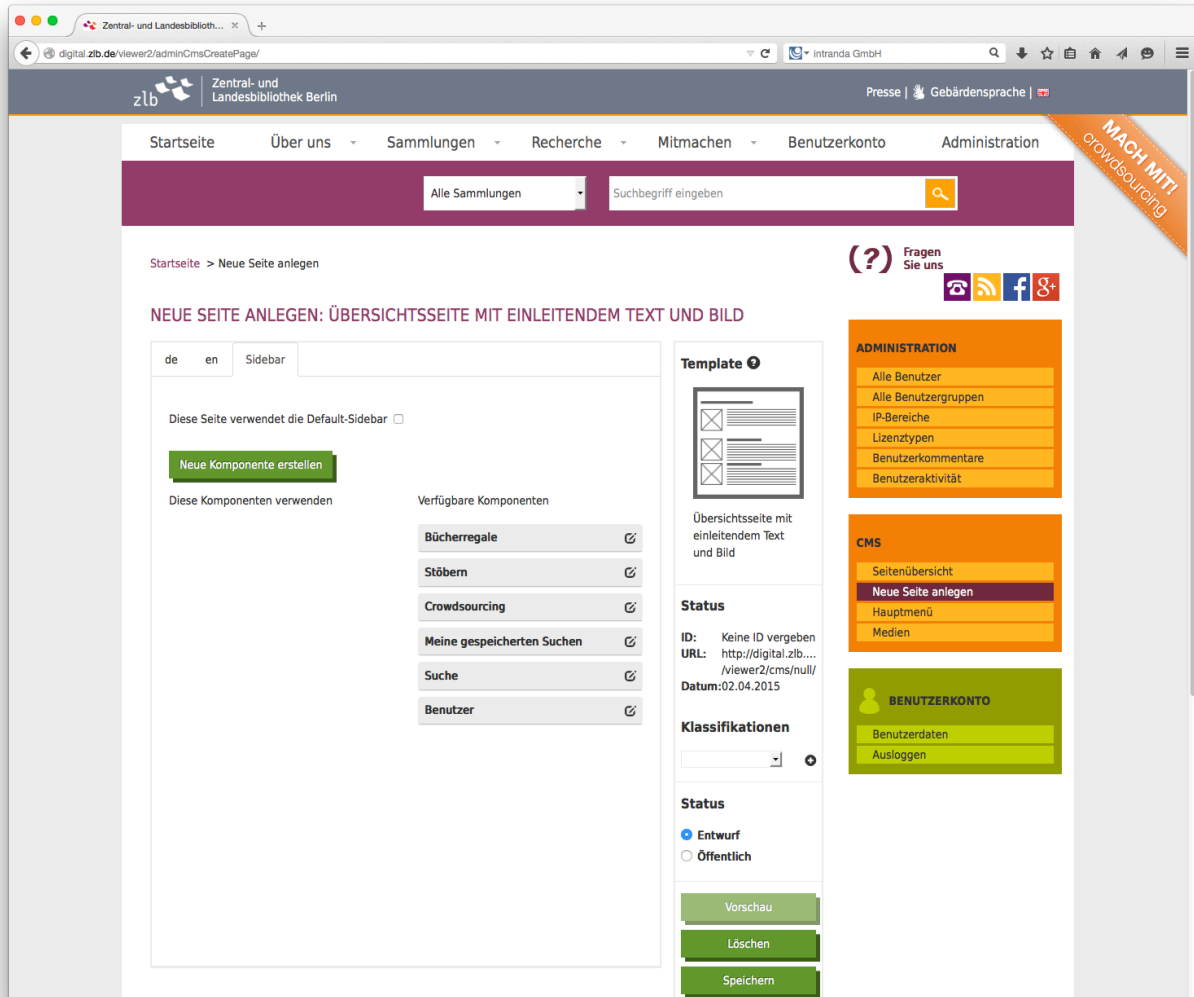 Zentral- und Landesbiblioth...
digital.zlb.de/viewer2/adminCmsCreatePage/
intranda GmbH
zlb
Zentral- und
Landesbibliothek Berlin
Presse | Gebärdensprache |
Startseite Über uns Sammlungen Recherche Mitmachen Benutzerkonto Administration
MACH MIT!
crowdsourcing
Alle Sammlungen
Suchbegriff eingeben
Startseite > Neue Seite anlegen
(?) Fragen
Sie uns
8+
NEUE SEITE ANLEGEN: ÜBERSICHTSSEITE MIT EINLEITENDEM TEXT UND BILD
de en Sidebar
Diese Seite verwendet die Default-Sidebar
Neue Komponente erstellen
Diese Komponenten verwenden
Verfügbare Komponenten
Bücherregale
Stöbern
Crowdsourcing
Meine gespeicherten Suchen
Suche
Benutzer
Template ?
Übersichtsseite mit
einleitendem Text
und Bild
Status
ID: Keine ID vergeben
URL: http://digital.zlb....
/viewer2/cms/null/
Datum:02.04.2015
Klassifikationen
Status
Entwurf
Öffentlich
Vorschau
Löschen
Speichern
ADMINISTRATION
Alle Benutzer
Alle Benutzergruppen
IP-Bereiche
Lizenztypen
Benutzerkommentare
Benutzeraktivität
CMS
Seitenübersicht
Neue Seite anlegen
Hauptmenü
Medien
BENUTZERKONTO
Benutzerdaten
Ausloggen